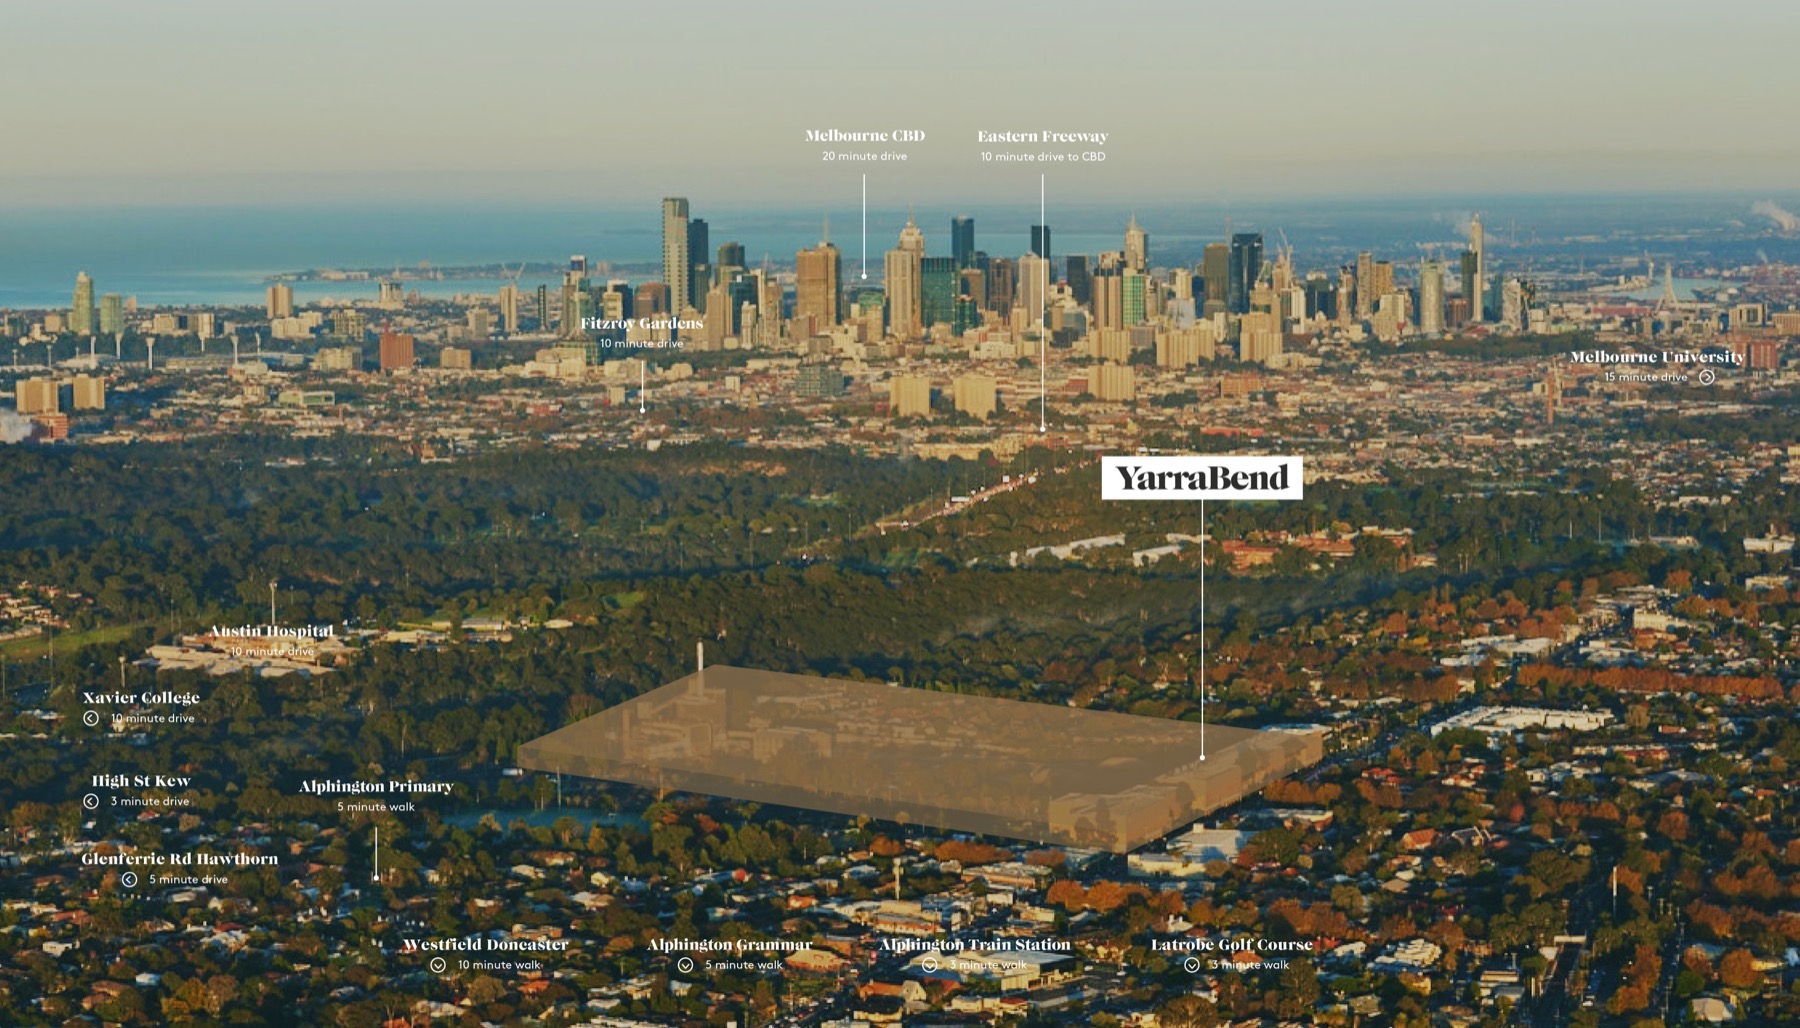 Melbourne CBD
20 minute drive
Eastern Freeway
10 minute drive to CBD
Fitzroy Gardens
10 minute drive
Melbourne University
15 minute drive
YarraBend
Austin Hospital
10 minute drive
Xavier College
10 minute drive
High St Kew
3 minute drive
Alphington Primary
5 minute walk
Glenferrie Rd Hawthorn
5 minute drive
Westfield Doncaster
10 minute walk
Alphington Grammar
5 minute walk
Alphington Train Station
3 minute walk
Latrobe Golf Course
3 minute walk